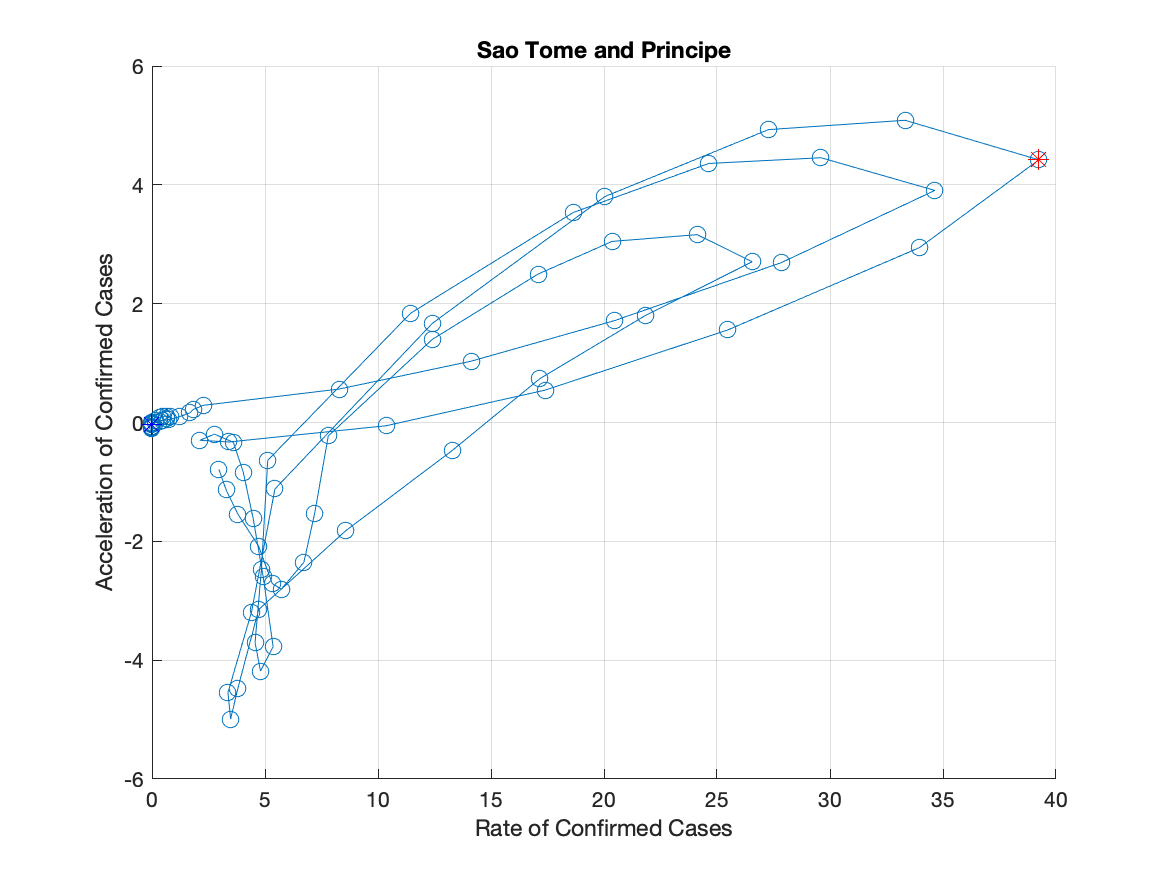 Sao Tome and Principe
6
4
2
0
-2
-4
-6
Acceleration of Confirmed Cases
0 5 10 15 20 25 30 35 40
Rate of Confirmed Cases